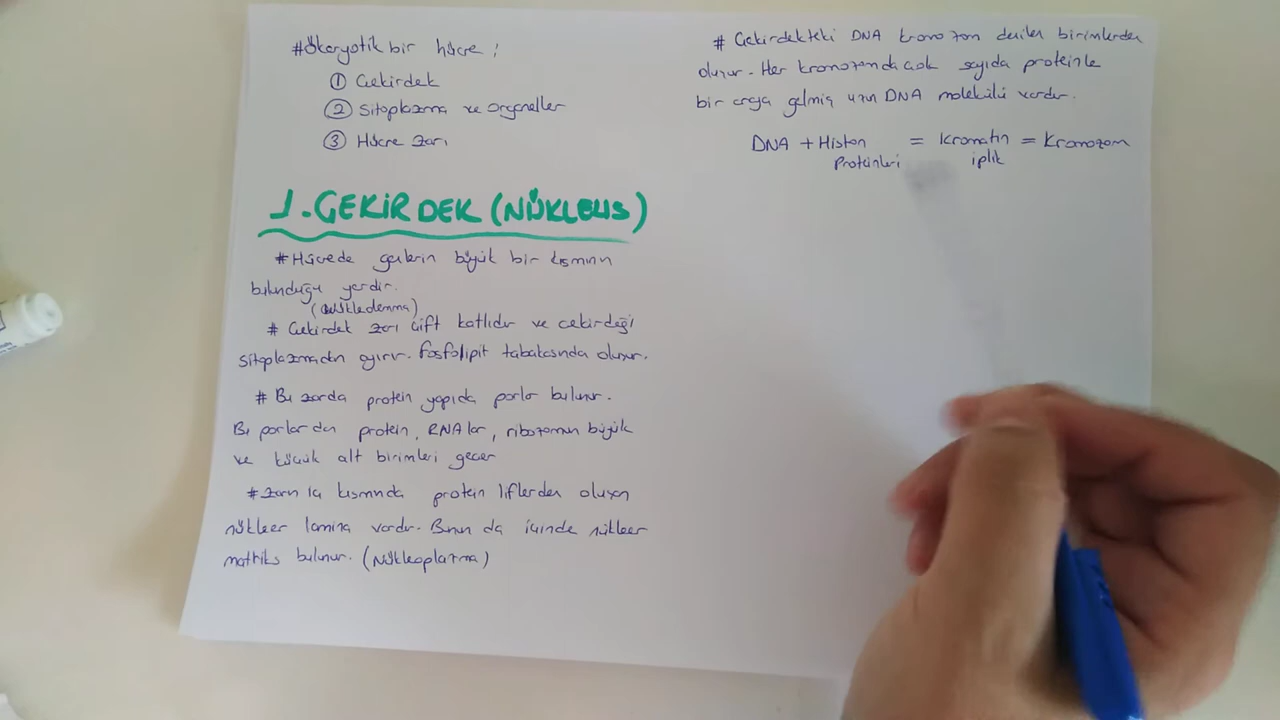 #Ökaryotik bir hücre ;
① Çekirdek
② Sitoplazma ve organeller
③ Hücre zarı
1.ÇEKİRDEK (NÜKLEUS)
#Hücrede genlerin büyük bir kısmının
bulunduğu yerdir.
# Çekirdek zarı çift katlıdır ve çekirdeği
sitoplazmadan ayırır. Fosfolipit tabakasında oluşur.
# Bu zarda protein yapıda porlar bulunur.
Bu porlardan protein, RNAlar, ribozomun büyük
ve küçük alt birimleri geçer
#Zarın iç kısmında protein liflerden oluşan
nükleer lamina vardır. Bunun da içinde nükleer
matriks bulunur. (Nükleoplazma)
# Çekirdekteki DNA kromozom denilen birimlerden
oluşur. Her kromozomda çok sayıda proteinle
bir araya gelmiş uzun DNA molekülü vardır.
DNA + Histon Proteinleri = Kromatin iplik = Kromozom